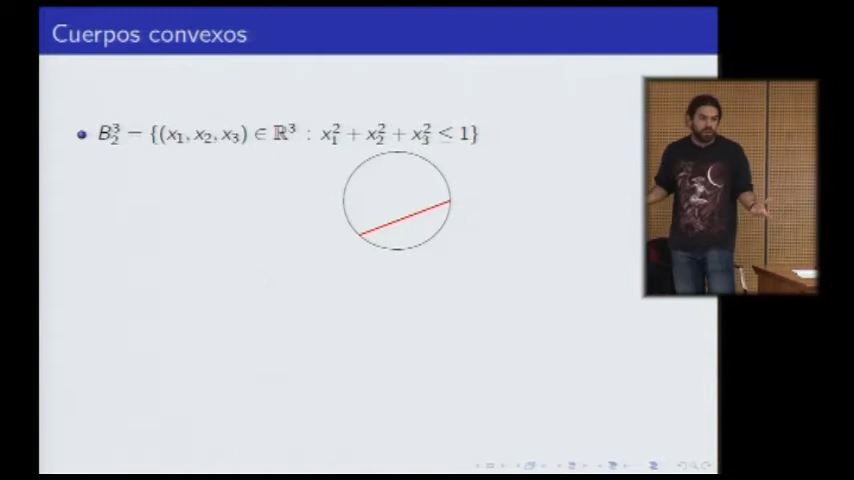 Cuerpos convexos
B₂³ = {(x₁, x₂, x₃) ∈ ℝ³ : x₁² + x₂² + x₃² ≤ 1}